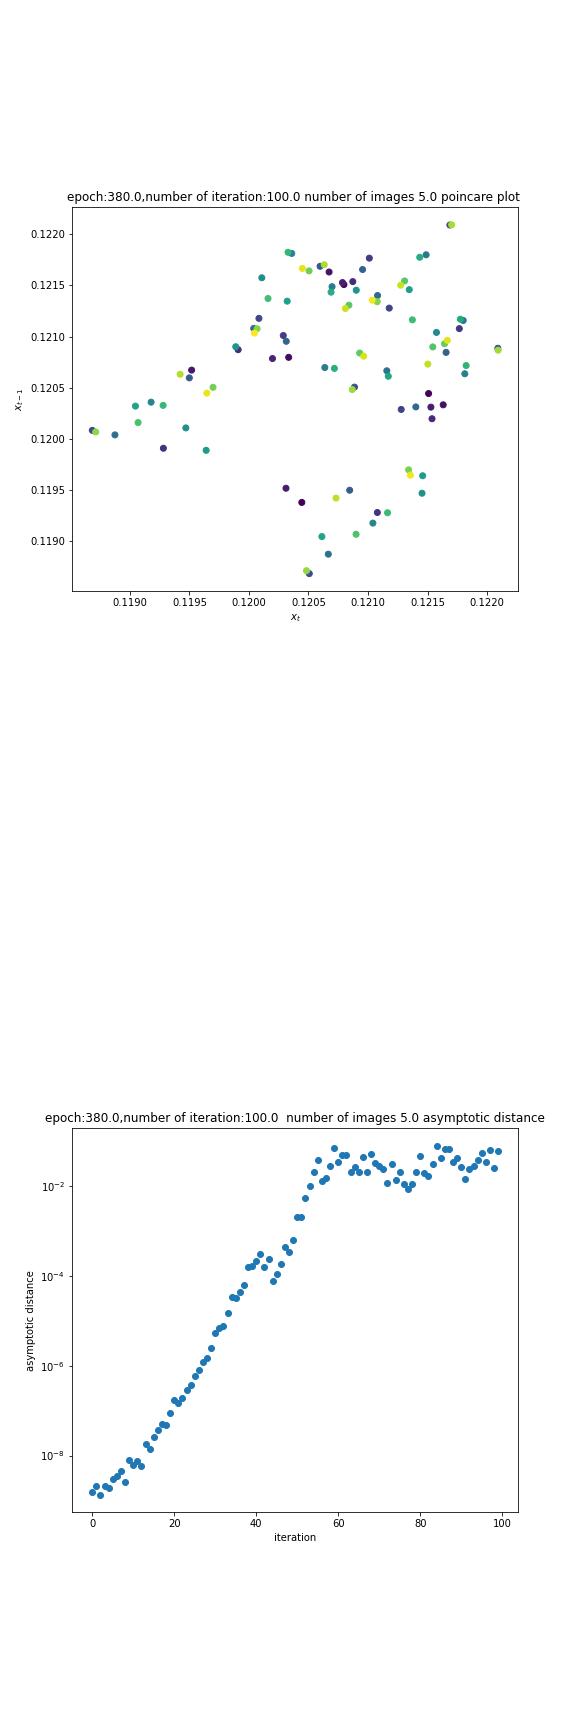 epoch:380.0,number of iteration:100.0 number of images 5.0 poincare plot
0.1220
0.1215
0.1210
0.1205
0.1200
0.1195
0.1190
x_{t-1}
0.1190 0.1195 0.1200 0.1205 0.1210 0.1215 0.1220
x_t
epoch:380.0,number of iteration:100.0  number of images 5.0 asymptotic distance
10^{-2}
10^{-4}
10^{-6}
10^{-8}
asymptotic distance
0 20 40 60 80 100
iteration